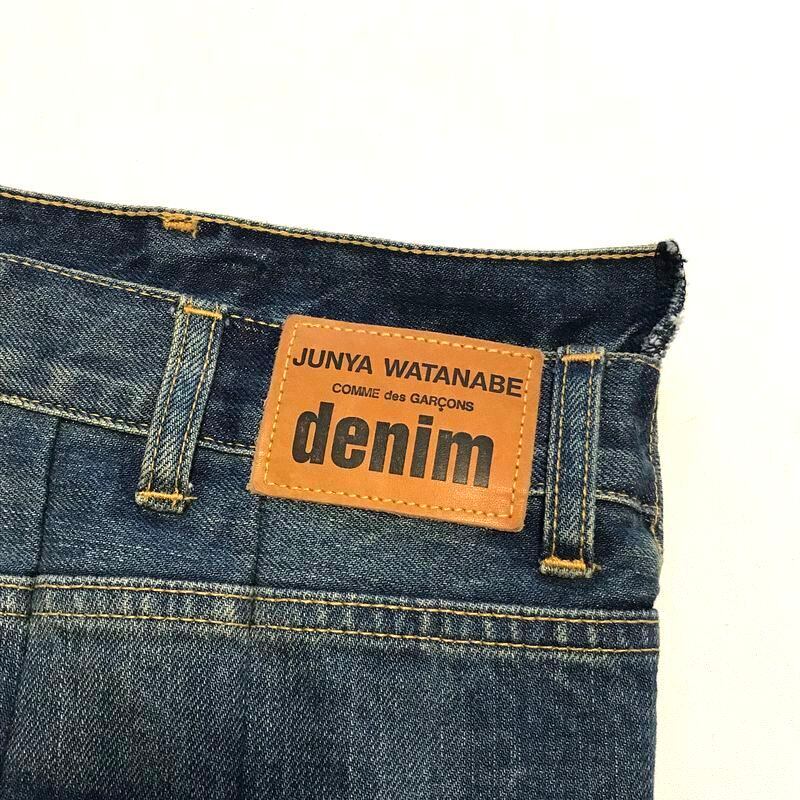 JUNYA WATANABE
COMME des GARÇONS
denim